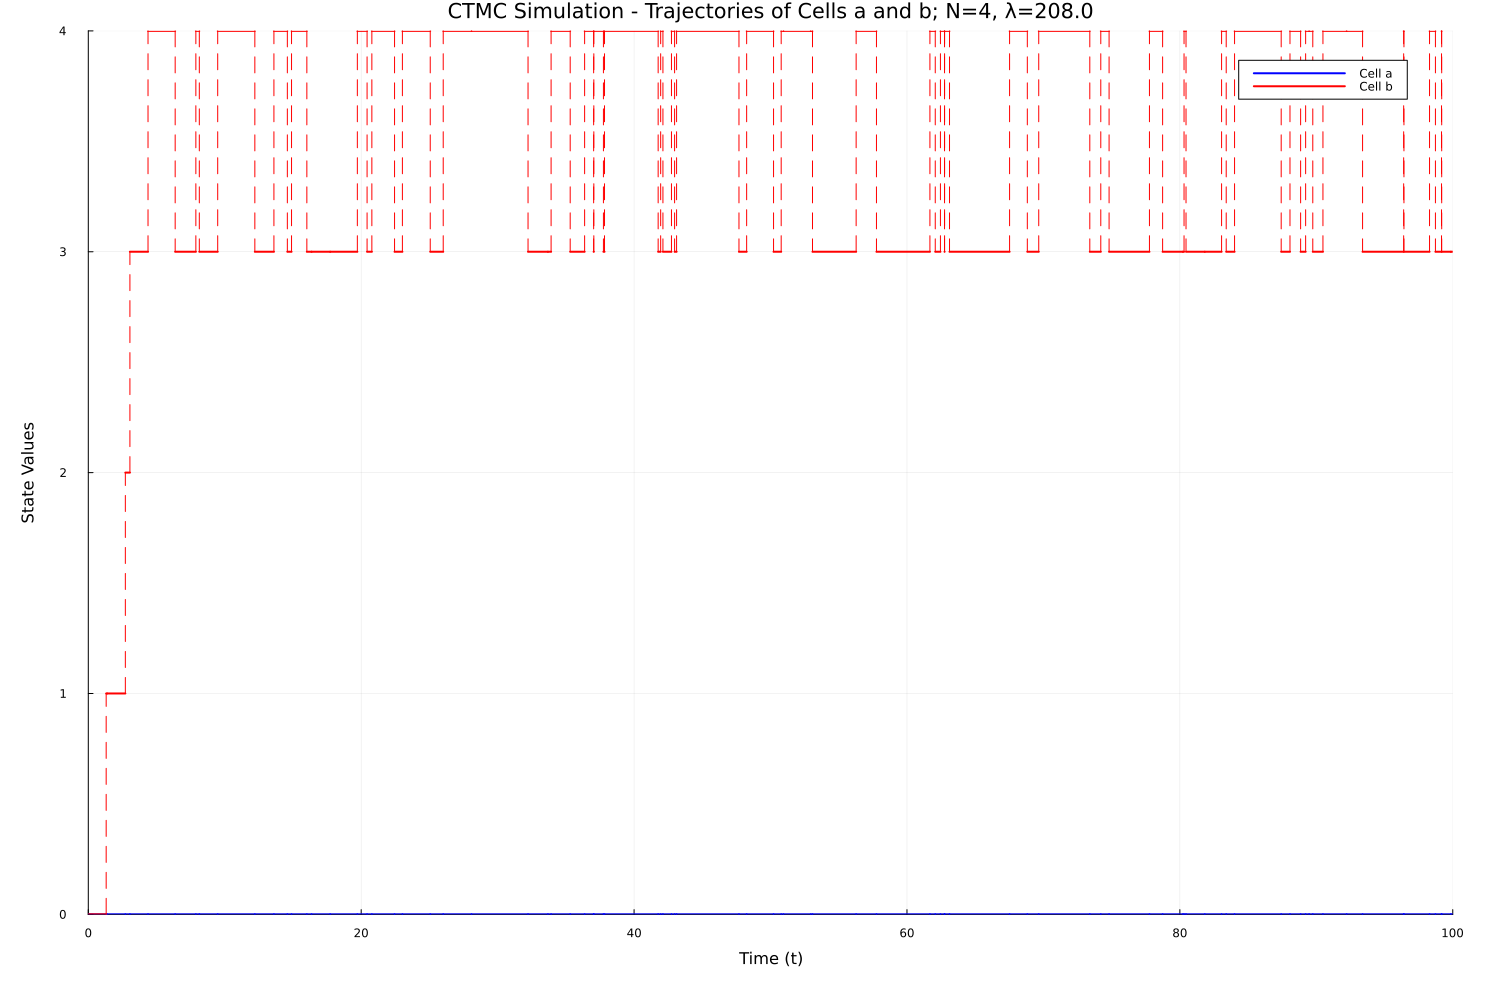 CTMC Simulation - Trajectories of Cells a and b; N=4, λ=208.0
4
Cell a
Cell b
3
State Values
2
1
0
0 20 40 60 80 100
Time (t)